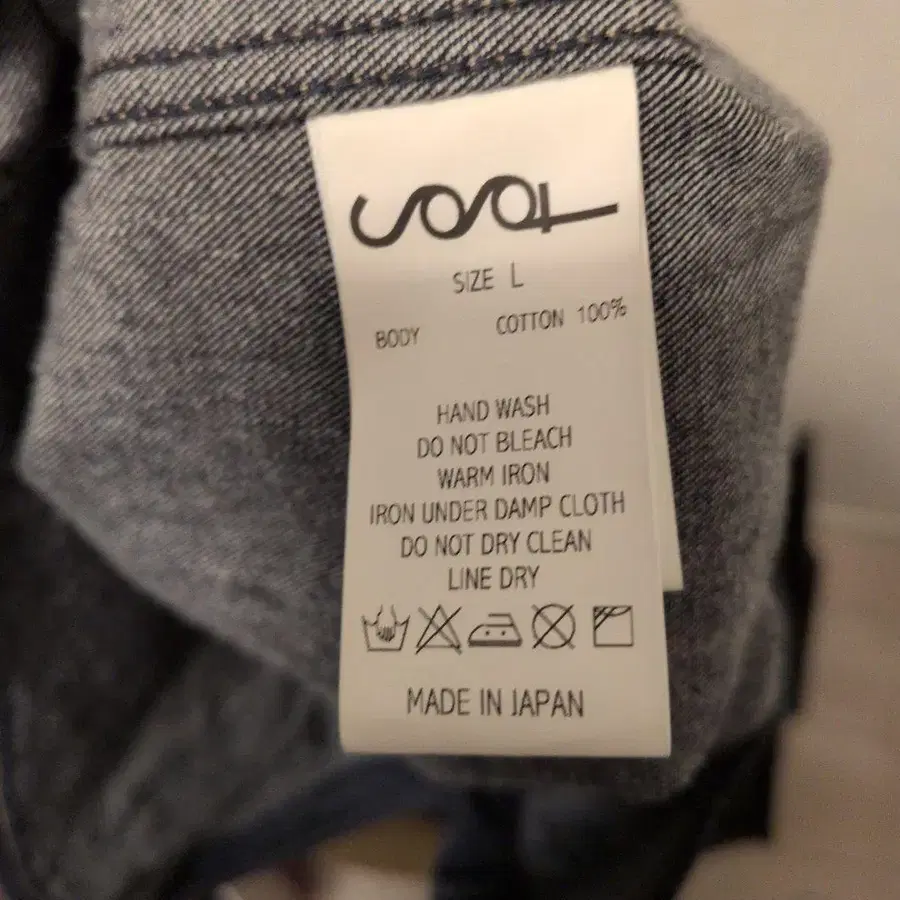 SIZE L
BODY COTTON 100%
HAND WASH
DO NOT BLEACH
WARM IRON
IRON UNDER DAMP CLOTH
DO NOT DRY CLEAN
LINE DRY
MADE IN JAPAN